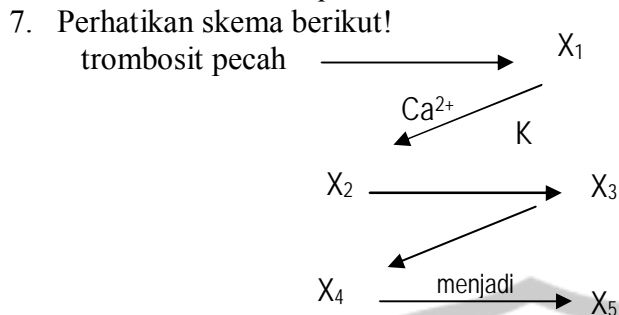 7. Perhatikan skema berikut!
trombosit pecah X₁
Ca²⁺
K
X₂ X₃
X₄ menjadi X₅